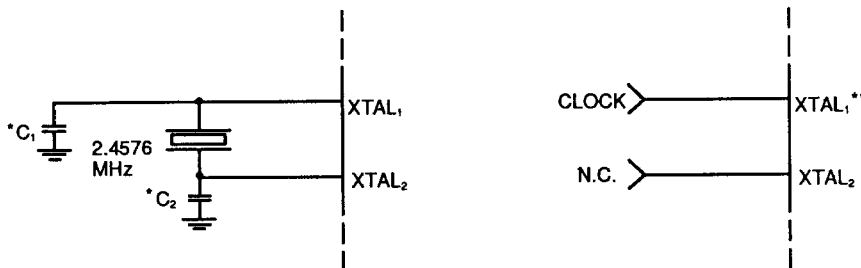 *C₁
2.4576
MHz
*C₂
XTAL₁
XTAL₂
CLOCK
XTAL₁**
N.C.
XTAL₂